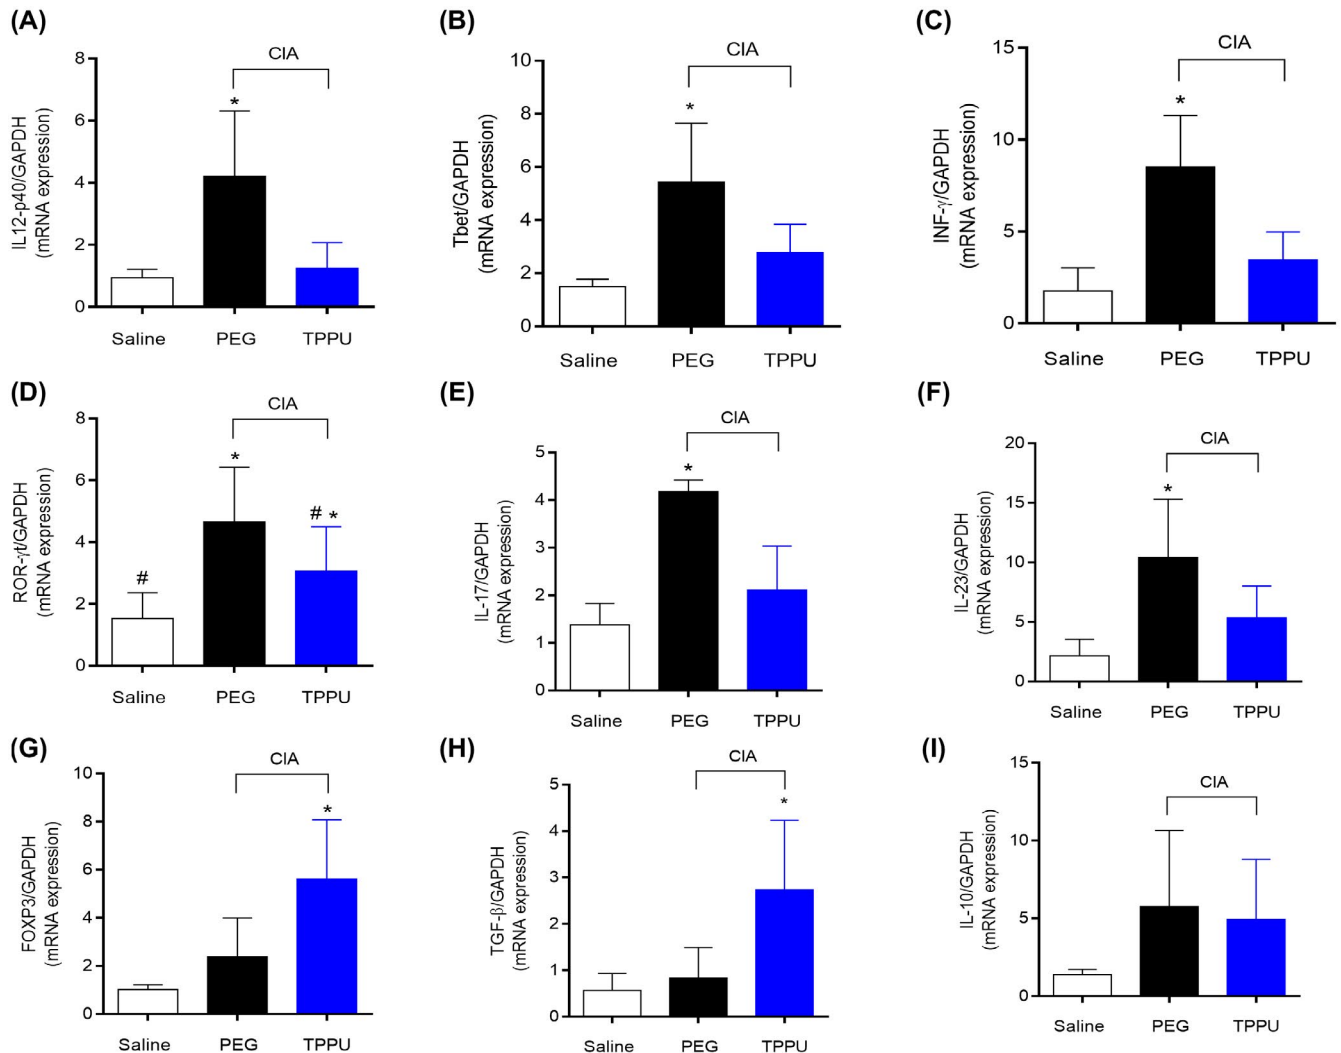 (A)
CIA
8
6
4
2
0
IL12-p40/GAPDH
(mRNA expression)
*
Saline PEG TPPU
(B)
CIA
10
8
6
4
2
0
Tbet/GAPDH
(mRNA expression)
*
Saline PEG TPPU
(C)
CIA
15
10
5
0
INF-γ/GAPDH
(mRNA expression)
*
Saline PEG TPPU
(D)
CIA
8
6
4
2
0
ROR-γt/GAPDH
(mRNA expression)
# * # *
Saline PEG TPPU
(E)
CIA
5
4
3
2
1
0
IL-17/GAPDH
(mRNA expression)
*
Saline PEG TPPU
(F)
CIA
20
15
10
5
0
IL-23/GAPDH
(mRNA expression)
*
Saline PEG TPPU
(G)
CIA
10
8
6
4
2
0
FOXP3/GAPDH
(mRNA expression)
*
Saline PEG TPPU
(H)
CIA
5
4
3
2
1
0
TGF-β/GAPDH
(mRNA expression)
*
Saline PEG TPPU
(I)
CIA
15
10
5
0
IL-10/GAPDH
(mRNA expression)
Saline PEG TPPU